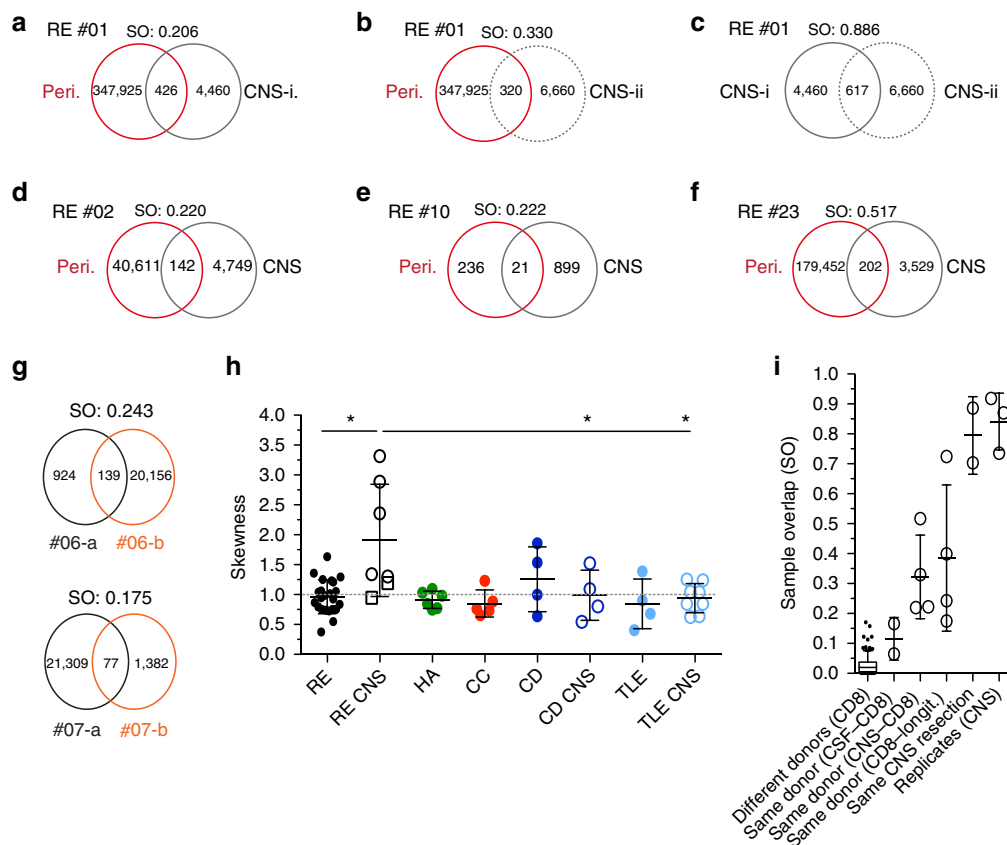 a
RE #01
SO: 0.206
Peri.
347,925
426
4,460
CNS-i.
b
RE #01
SO: 0.330
Peri.
347,925
320
6,660
CNS-ii
c
RE #01
SO: 0.886
CNS-i
4,460
617
6,660
CNS-ii
d
RE #02
SO: 0.220
Peri.
40,611
142
4,749
CNS
e
RE #10
SO: 0.222
Peri.
236
21
899
CNS
f
RE #23
SO: 0.517
Peri.
179,452
202
3,529
CNS
g
SO: 0.243
924
139
20,156
#06-a
#06-b
SO: 0.175
21,309
77
1,382
#07-a
#07-b
h
Skewness
4.0
3.5
3.0
2.5
2.0
1.5
1.0
0.5
0.0
*
*
*
RE
RE CNS
HA
CC
CD
CD CNS
TLE
TLE CNS
i
Sample overlap (SO)
1.0
0.9
0.8
0.7
0.6
0.5
0.4
0.3
0.2
0.1
0.0
Different donors (CD8)
Same donor (CSF–CD8)
Same donor (CNS–CD8)
Same donor (CD8–longit.)
Same CNS resection
Replicates (CNS)